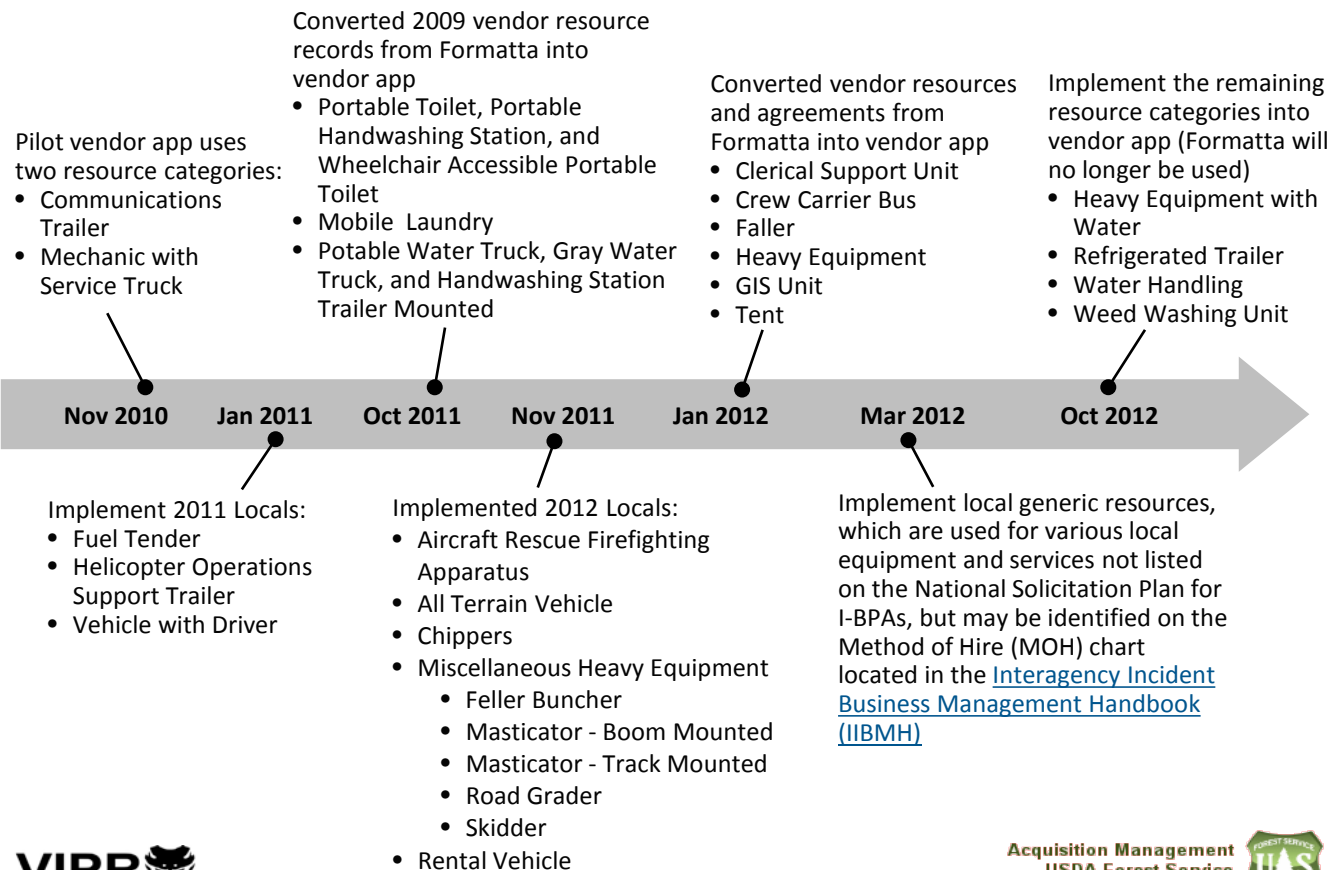 Pilot vendor app uses
two resource categories:
• Communications
Trailer
• Mechanic with
Service Truck
Converted 2009 vendor resource
records from Formatta into
vendor app
• Portable Toilet, Portable
Handwashing Station, and
Wheelchair Accessible Portable
Toilet
• Mobile Laundry
• Potable Water Truck, Gray Water
Truck, and Handwashing Station
Trailer Mounted
Converted vendor resources
and agreements from
Formatta into vendor app
• Clerical Support Unit
• Crew Carrier Bus
• Faller
• Heavy Equipment
• GIS Unit
• Tent
Implement the remaining
resource categories into
vendor app (Formatta will
no longer be used)
• Heavy Equipment with
Water
• Refrigerated Trailer
• Water Handling
• Weed Washing Unit
Nov 2010 Jan 2011 Oct 2011 Nov 2011 Jan 2012 Mar 2012 Oct 2012
Implement 2011 Locals:
• Fuel Tender
• Helicopter Operations
Support Trailer
• Vehicle with Driver
Implemented 2012 Locals:
• Aircraft Rescue Firefighting
Apparatus
• All Terrain Vehicle
• Chippers
• Miscellaneous Heavy Equipment
• Feller Buncher
• Masticator - Boom Mounted
• Masticator - Track Mounted
• Road Grader
• Skidder
• Rental Vehicle
Implement local generic resources,
which are used for various local
equipment and services not listed
on the National Solicitation Plan for
I-BPAs, but may be identified on the
Method of Hire (MOH) chart
located in the Interagency Incident
Business Management Handbook
(IIBMH)
VIPR
Acquisition Management
USDA Forest Service
FOREST SERVICE
UAS